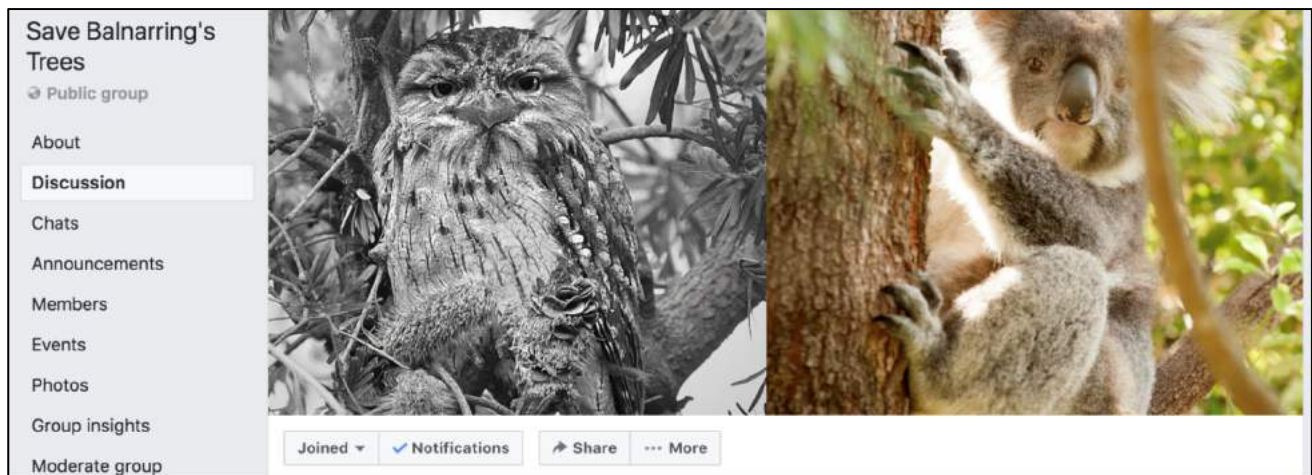 Save Balnarring's
Trees
Public group
About
Discussion
Chats
Announcements
Members
Events
Photos
Group insights
Moderate group
Joined
Notifications
Share
More